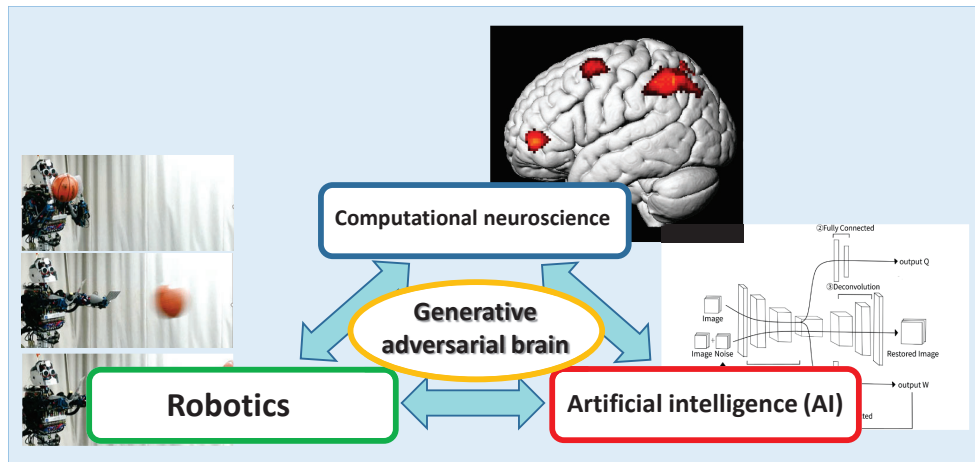 Computational neuroscience
②Fully Connected
output Q
③Deconvolution
Generative
adversarial brain
Image
Image Noise
+
Restored Image
Robotics
Artificial intelligence (AI)
output W